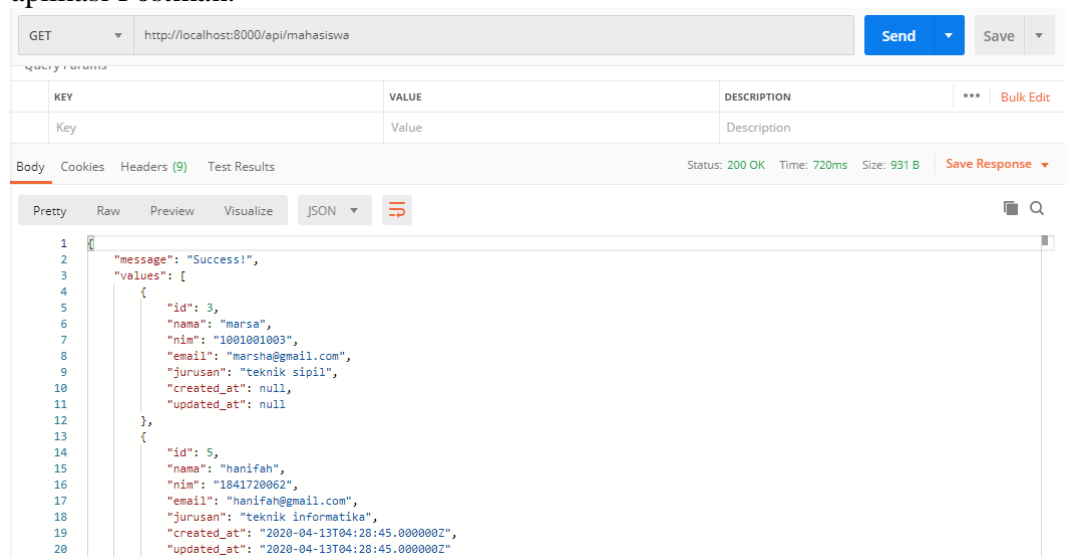 aplikasi Postman.
GET http://localhost:8000/api/mahasiswa Send Save
Query Params
KEY VALUE DESCRIPTION ••• Bulk Edit
Key Value Description
Body Cookies Headers (9) Test Results Status: 200 OK Time: 720ms Size: 931 B Save Response
Pretty Raw Preview Visualize JSON
1 {
2 "message": "Success!",
3 "values": [
4 {
5 "id": 3,
6 "nama": "marsa",
7 "nim": "1001001003",
8 "email": "marsha@gmail.com",
9 "jurusan": "teknik sipil",
10 "created_at": null,
11 "updated_at": null
12 },
13 {
14 "id": 5,
15 "nama": "hanifah",
16 "nim": "1841720062",
17 "email": "hanifah@gmail.com",
18 "jurusan": "teknik informatika",
19 "created_at": "2020-04-13T04:28:45.000000Z",
20 "updated_at": "2020-04-13T04:28:45.000000Z"